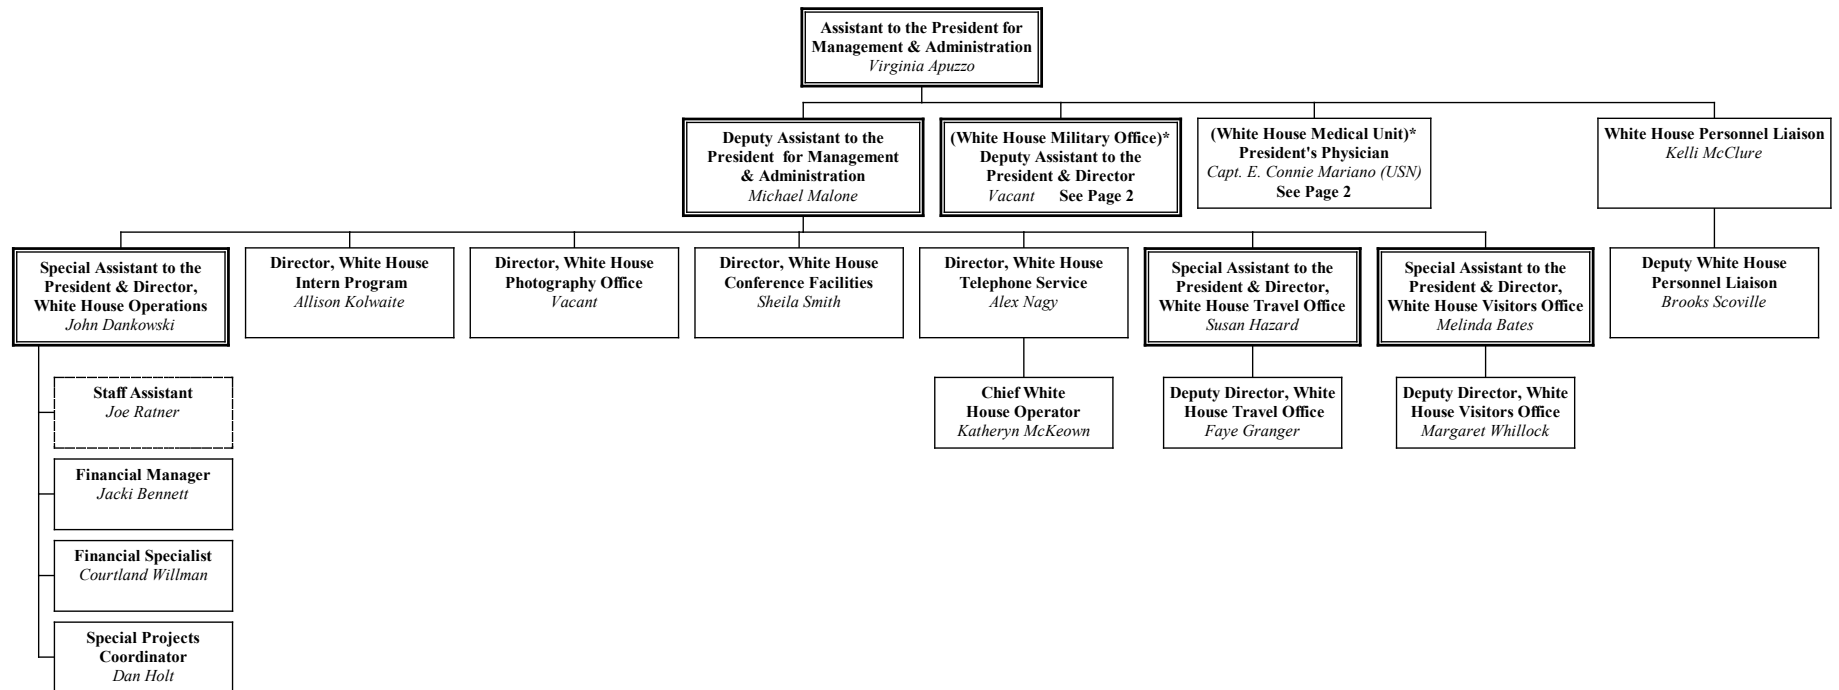 Assistant to the President for
Management & Administration
Virginia Apuzzo
Deputy Assistant to the
President for Management
& Administration
Michael Malone
(White House Military Office)*
Deputy Assistant to the
President & Director
Vacant See Page 2
(White House Medical Unit)*
President's Physician
Capt. E. Connie Mariano (USN)
See Page 2
White House Personnel Liaison
Kelli McClure
Special Assistant to the
President & Director,
White House Operations
John Dankowski
Director, White House
Intern Program
Allison Kolwaite
Director, White House
Photography Office
Vacant
Director, White House
Conference Facilities
Sheila Smith
Director, White House
Telephone Service
Alex Nagy
Special Assistant to the
President & Director,
White House Travel Office
Susan Hazard
Special Assistant to the
President & Director,
White House Visitors Office
Melinda Bates
Deputy White House
Personnel Liaison
Brooks Scoville
Staff Assistant
Joe Ratner
Chief White
House Operator
Katheryn McKeown
Deputy Director, White
House Travel Office
Faye Granger
Deputy Director, White
House Visitors Office
Margaret Whillock
Financial Manager
Jacki Bennett
Financial Specialist
Courtland Willman
Special Projects
Coordinator
Dan Holt